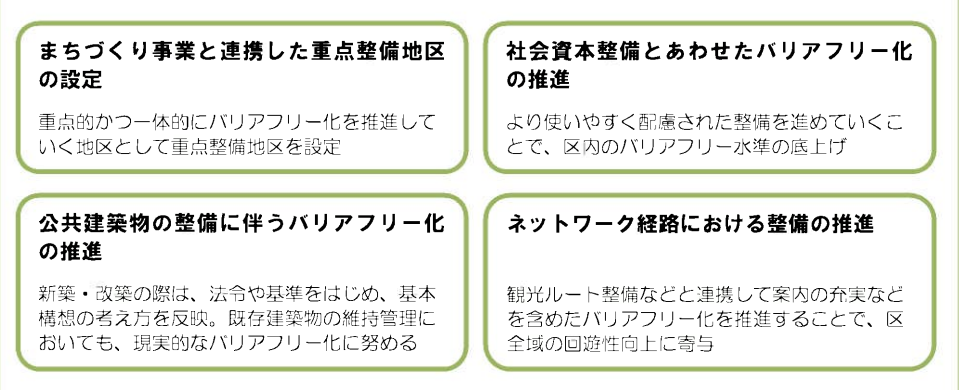 まちづくり事業と連携した重点整備地区
の設定
重点的かつ一体的にバリアフリー化を推進して
いく地区として重点整備地区を設定
社会資本整備とあわせたバリアフリー化
の推進
より使いやすく配慮された整備を進めていくこ
とで、区内のバリアフリー水準の底上げ
公共建築物の整備に伴うバリアフリー化
の推進
新築・改築の際は、法令や基準をはじめ、基本
構想の考え方を反映。既存建築物の維持管理に
おいても、現実的なバリアフリー化に努める
ネットワーク経路における整備の推進
観光ルート整備などと連携して案内の充実など
を含めたバリアフリー化を推進することで、区
全域の回遊性向上に寄与